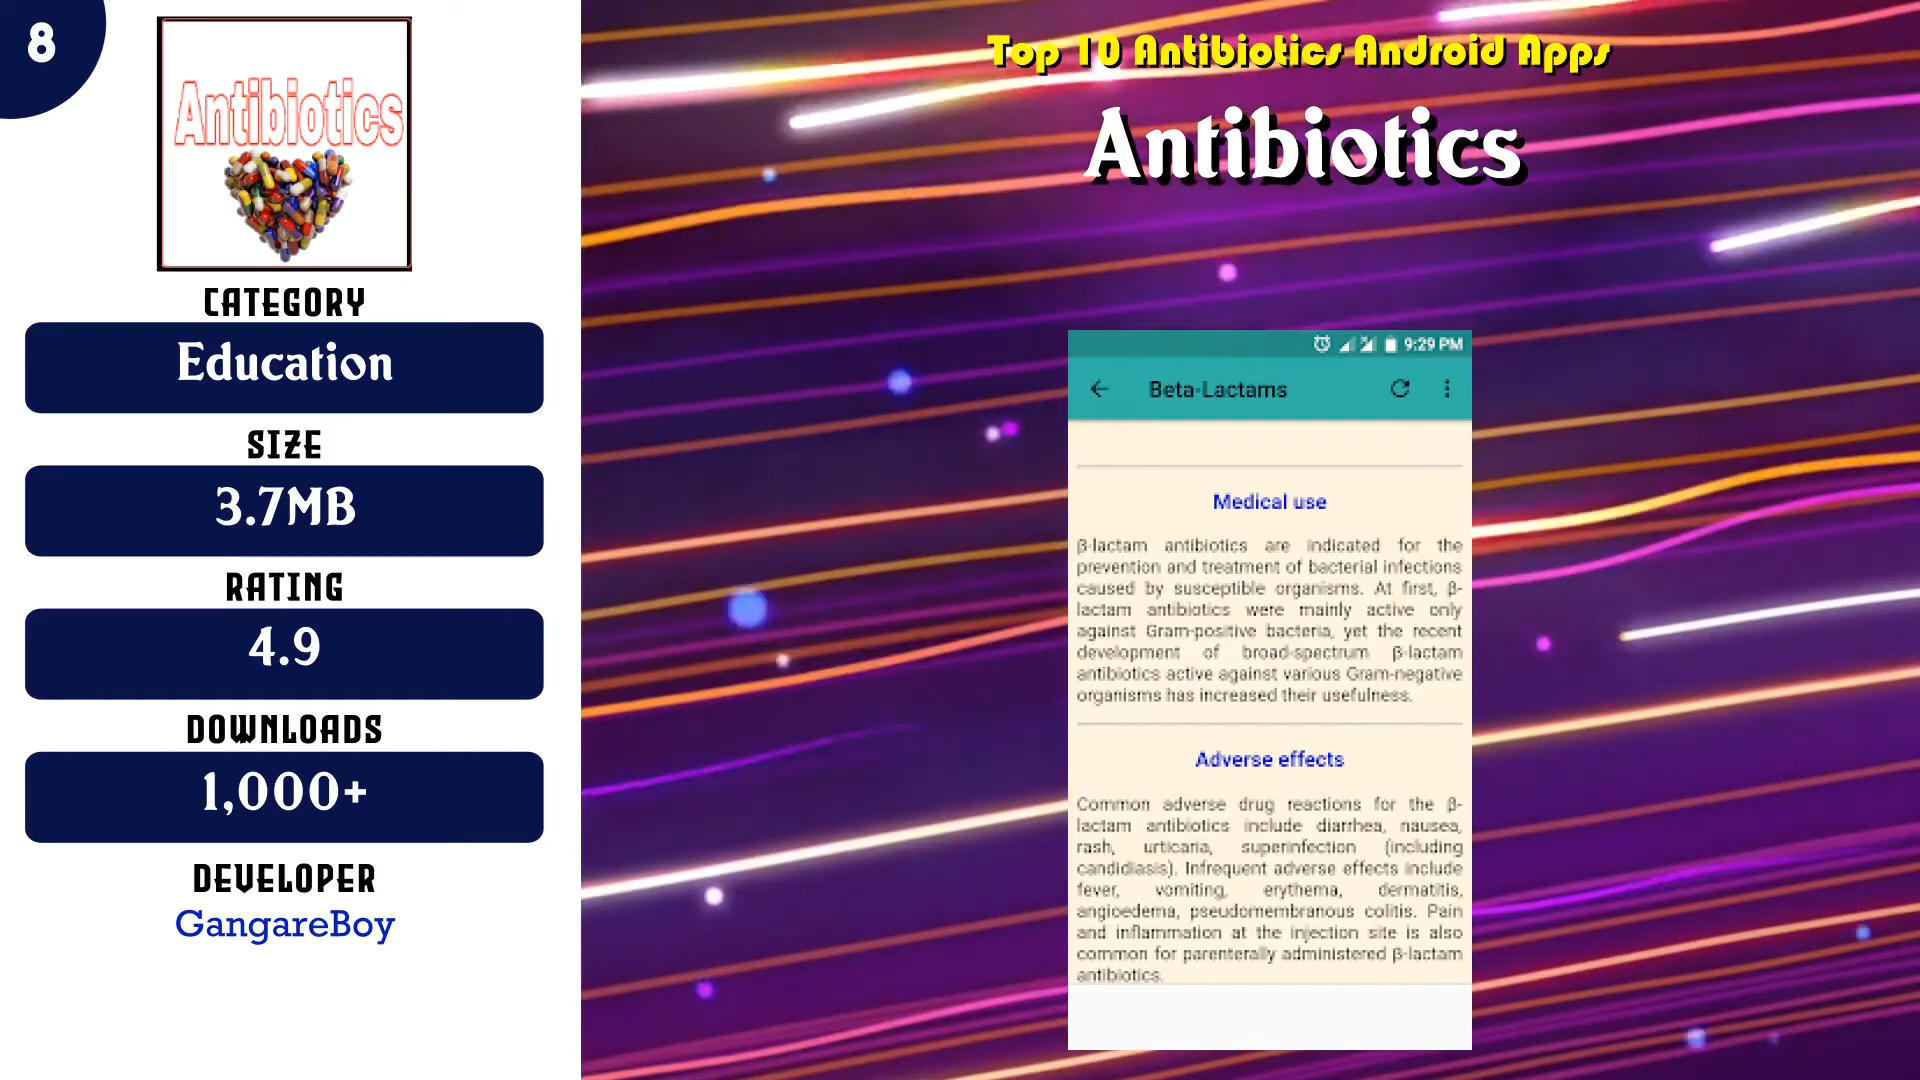 8
Antibiotics
CATEGORY
Education
SIZE
3.7MB
RATING
4.9
DOWNLOADS
1,000+
DEVELOPER
GangareBoy
Top 10 Antibiotics Android Apps
Antibiotics
9:29 PM
Beta-Lactams
Medical use
β-lactam antibiotics are indicated for the
prevention and treatment of bacterial infections
caused by susceptible organisms. At first, β-
lactam antibiotics were mainly active only
against Gram-positive bacteria, yet the recent
development of broad-spectrum β-lactam
antibiotics active against various Gram-negative
organisms has increased their usefulness.
Adverse effects
Common adverse drug reactions for the β-
lactam antibiotics include diarrhea, nausea,
rash, urticaria, superinfection (including
candidiasis). Infrequent adverse effects include
fever, vomiting, erythema, dermatitis,
angioedema, pseudomembranous colitis. Pain
and inflammation at the injection site is also
common for parenterally administered β-lactam
antibiotics.